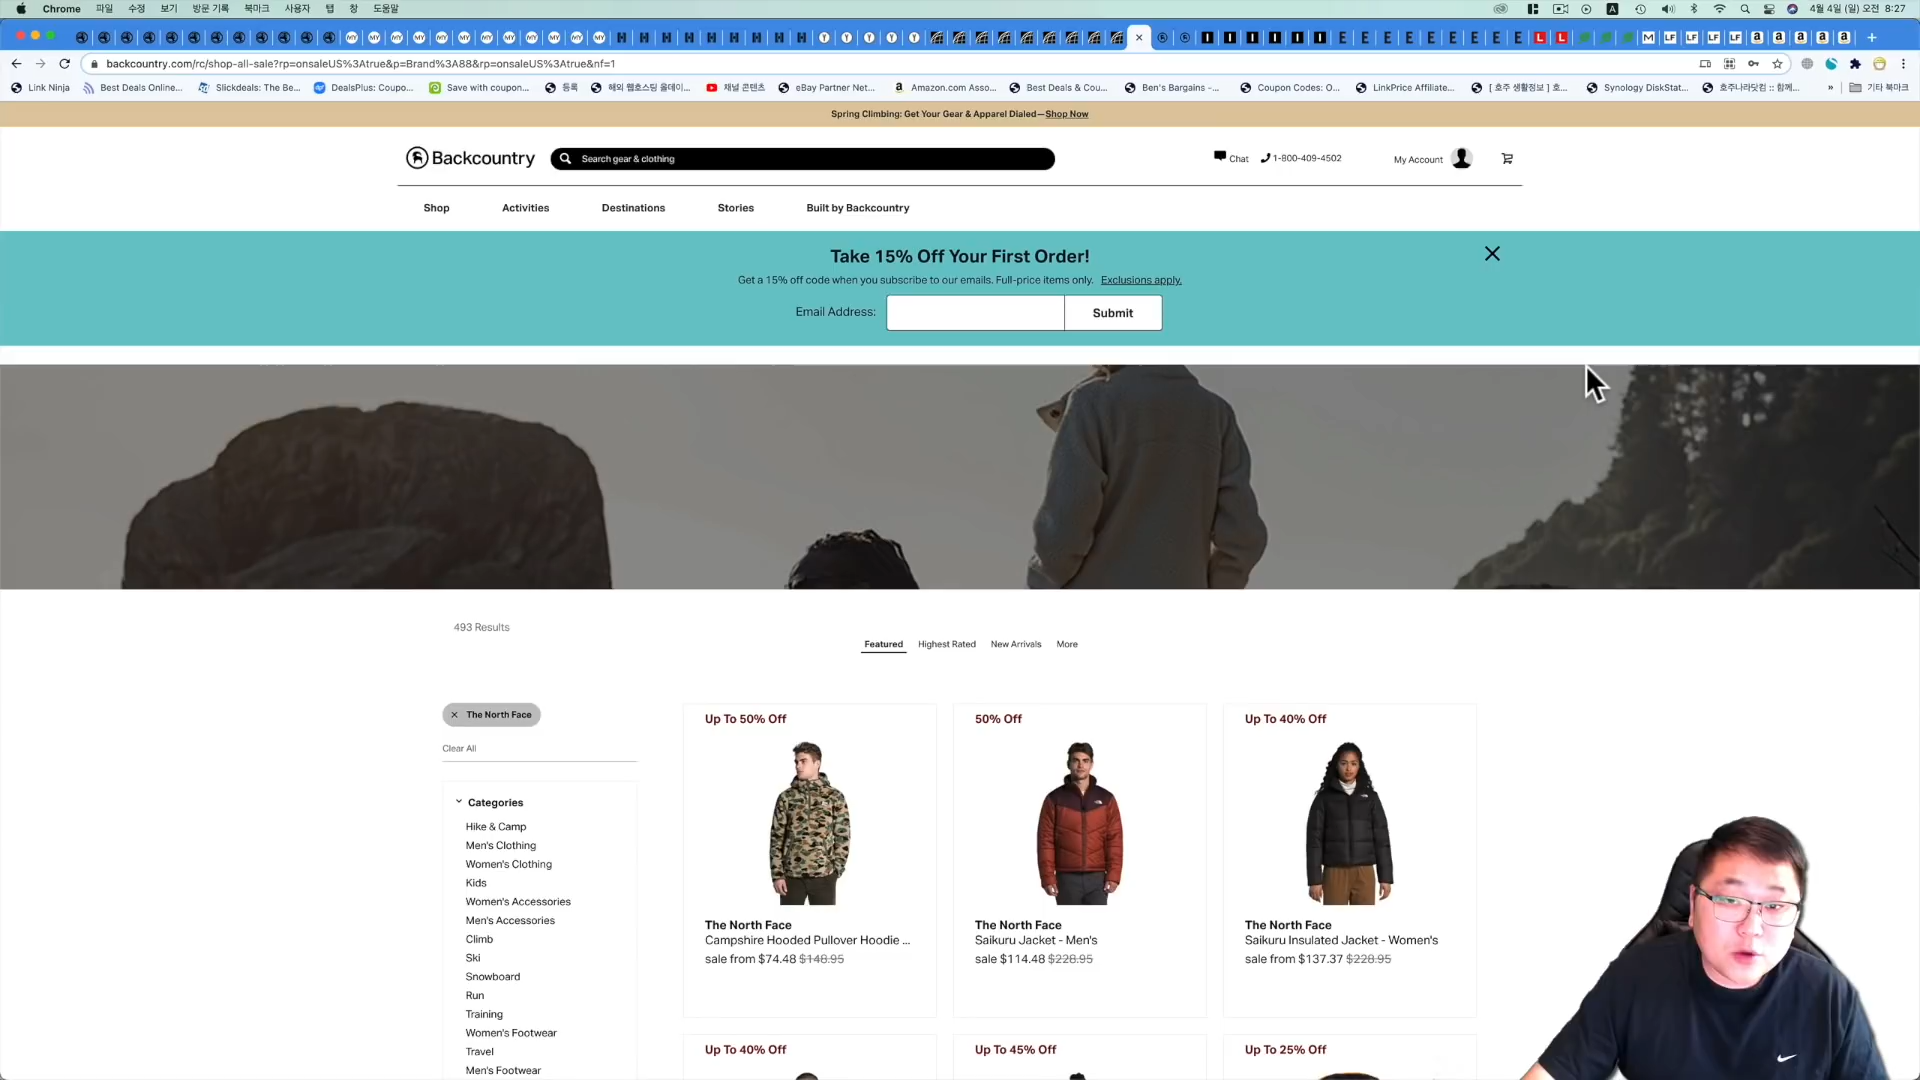 Chrome 파일 수정 보기 방문 기록 북마크 사용자 탭 창 도움말 4월 4일 (일) 오전 8:27
backcountry.com/rc/shop-all-sale?rp=onsaleUS%3Atrue&p=Brand%3A88&rp=onsaleUS%3Atrue&nf=1
Link Ninja Best Deals Online... Slickdeals: The Be... DealsPlus: Coupo... Save with coupon... 등록 해외 웹호스팅 올데이... 채널 콘텐츠 eBay Partner Net... Amazon.com Asso... Best Deals & Cou... Ben's Bargains -... Coupon Codes: O... LinkPrice Affiliate... [ 호주 생활정보 ] 호... Synology DiskStat... 호주나라닷컴 :: 함께... » 기타 북마크
Spring Climbing: Get Your Gear & Apparel Dialed—Shop Now
Backcountry Search gear & clothing Chat 1-800-409-4502 My Account
Shop Activities Destinations Stories Built by Backcountry
Take 15% Off Your First Order!
Get a 15% off code when you subscribe to our emails. Full-price items only. Exclusions apply.
Email Address: Submit
493 Results
Featured Highest Rated New Arrivals More
× The North Face
Clear All
Categories
Hike & Camp
Men's Clothing
Women's Clothing
Kids
Women's Accessories
Men's Accessories
Climb
Ski
Snowboard
Run
Training
Women's Footwear
Travel
Men's Footwear
Up To 50% Off
The North Face
Campshire Hooded Pullover Hoodie ...
sale from $74.48 $148.95
50% Off
The North Face
Saikuru Jacket - Men's
sale $114.48 $228.95
Up To 40% Off
The North Face
Saikuru Insulated Jacket - Women's
sale from $137.37 $228.95
Up To 40% Off
Up To 45% Off
Up To 25% Off